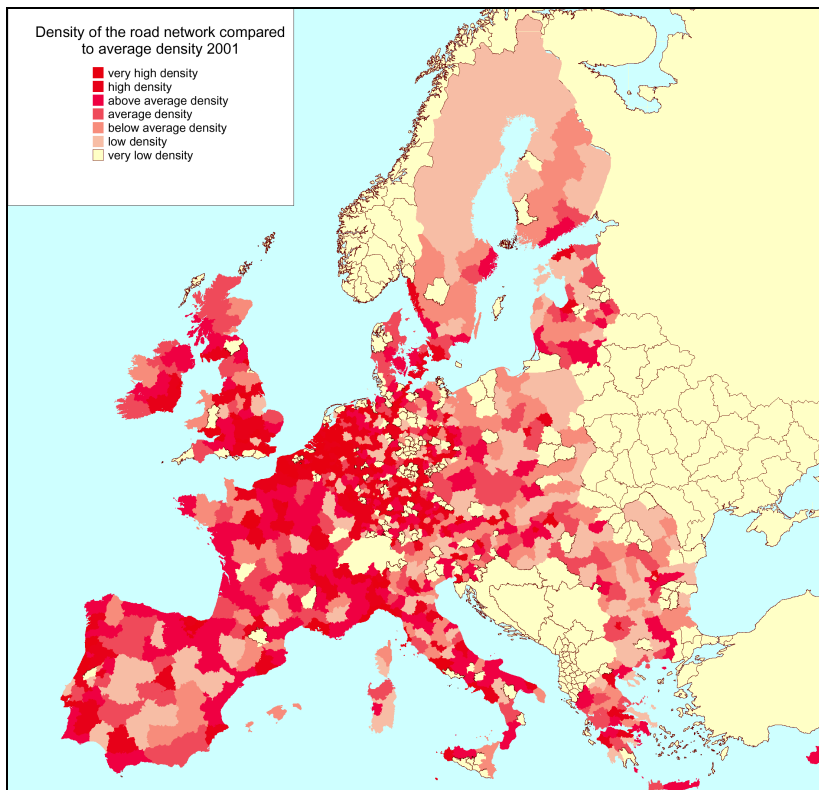 Density of the road network compared
to average density 2001
very high density
high density
above average density
average density
below average density
low density
very low density